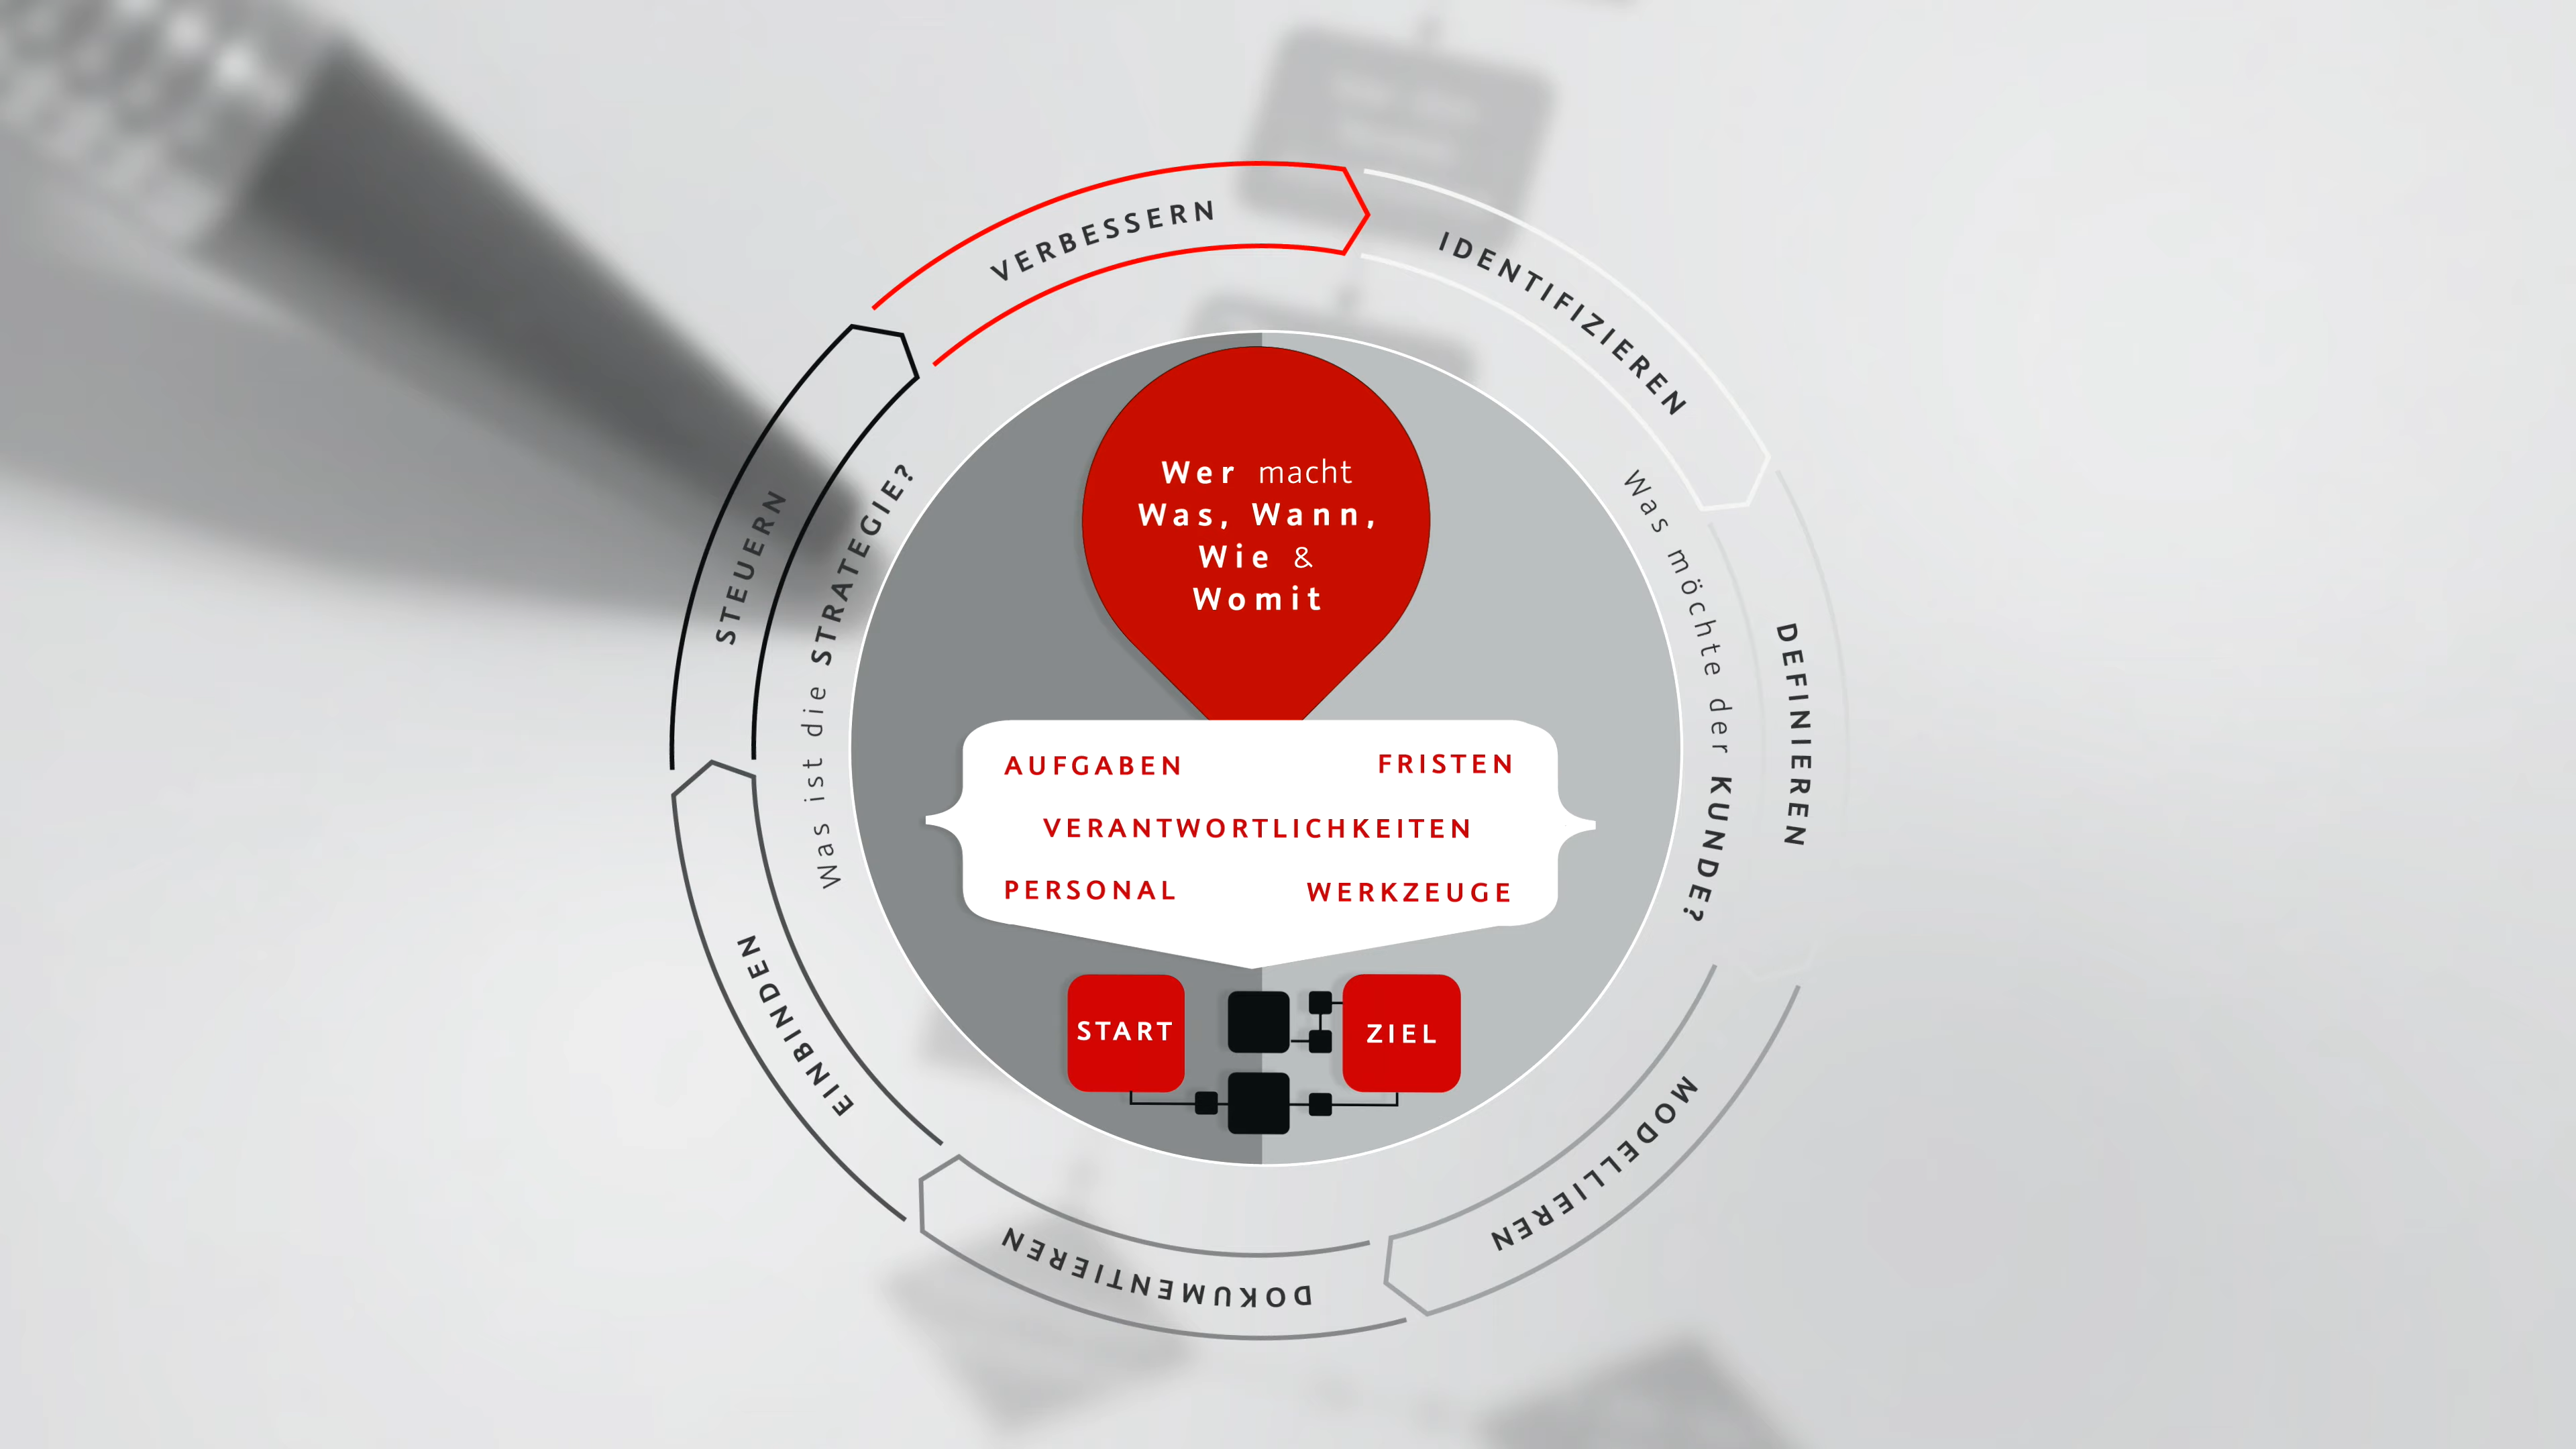 VERBESSERN
IDENTIFIZIEREN
DEFINIEREN
MODELLIEREN
DOKUMENTIEREN
EINBINDEN
STEUERN
Was ist die STRATEGIE?
Was möchte der KUNDE?
Wer macht
Was, Wann,
Wie &
Womit
AUFGABEN
FRISTEN
VERANTWORTLICHKEITEN
PERSONAL
WERKZEUGE
START
ZIEL